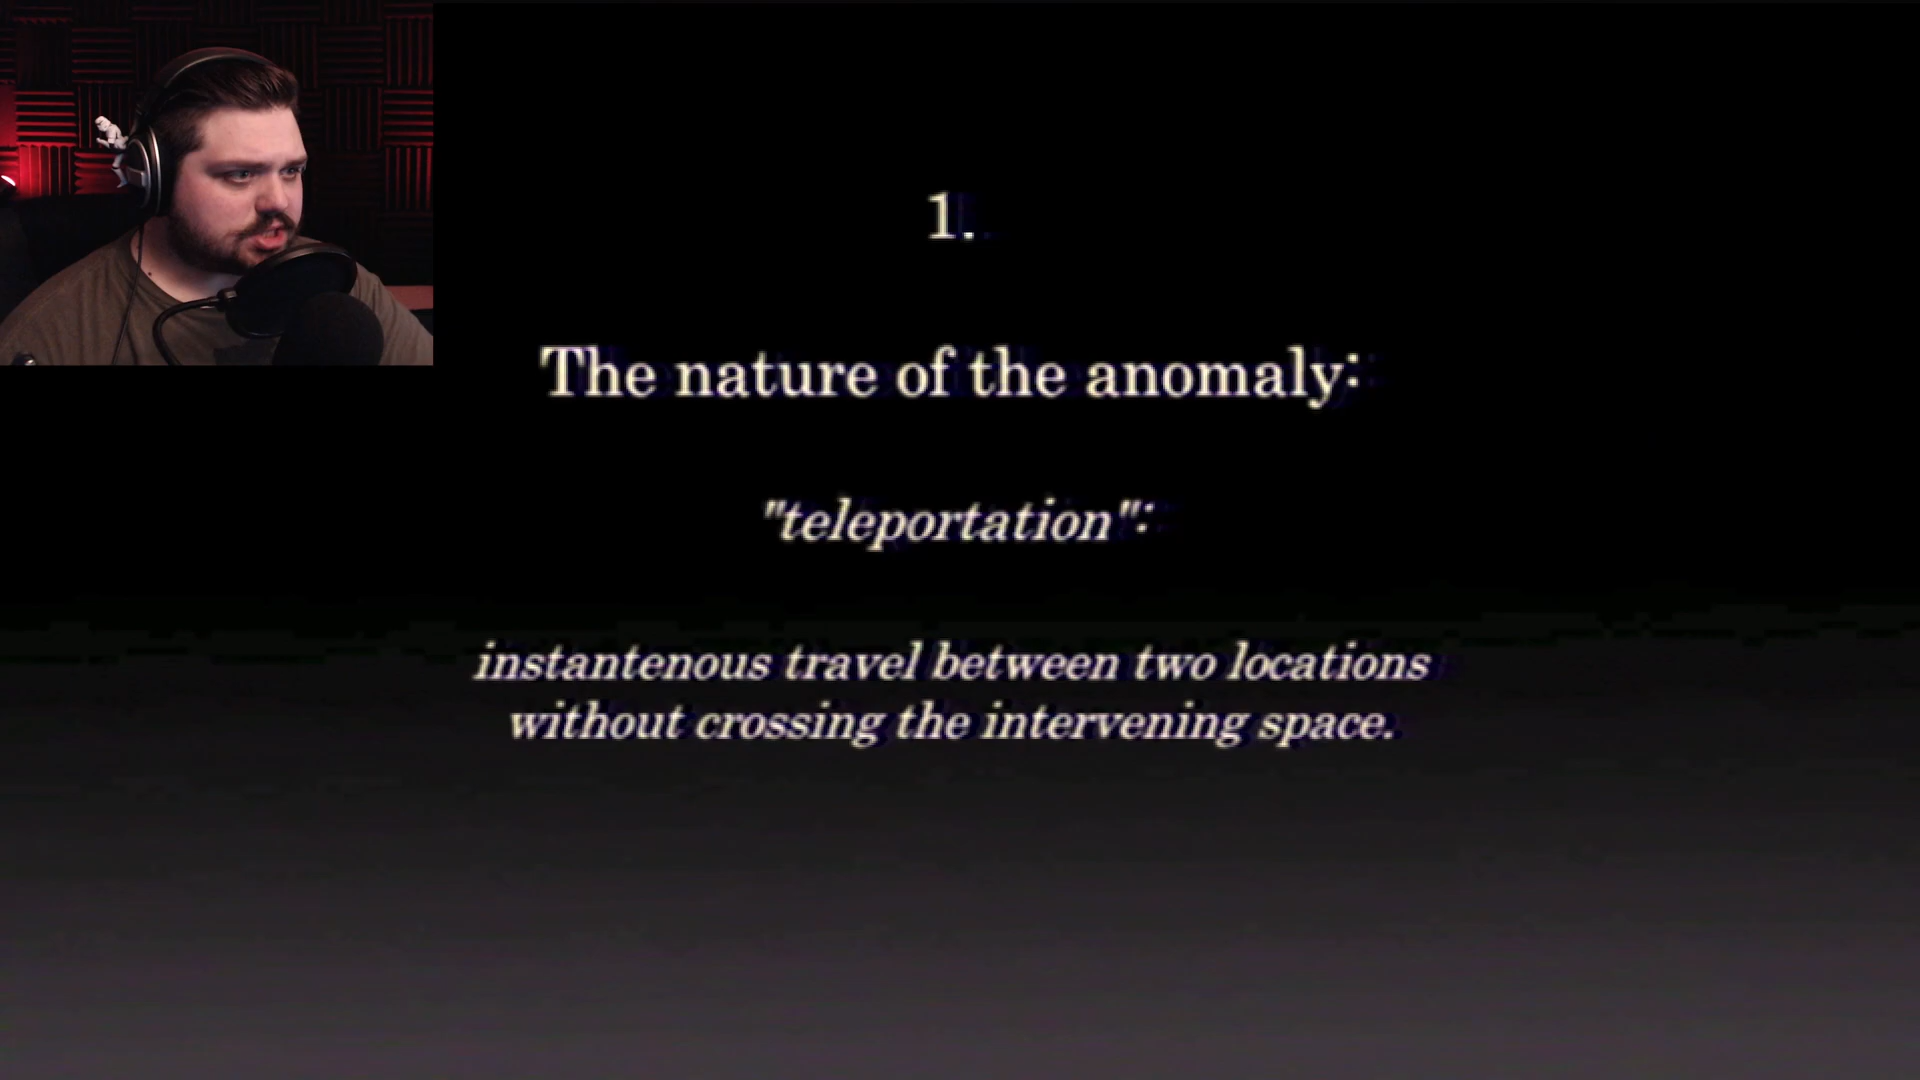 1.
The nature of the anomaly:
"teleportation":
instantenous travel between two locations
without crossing the intervening space.